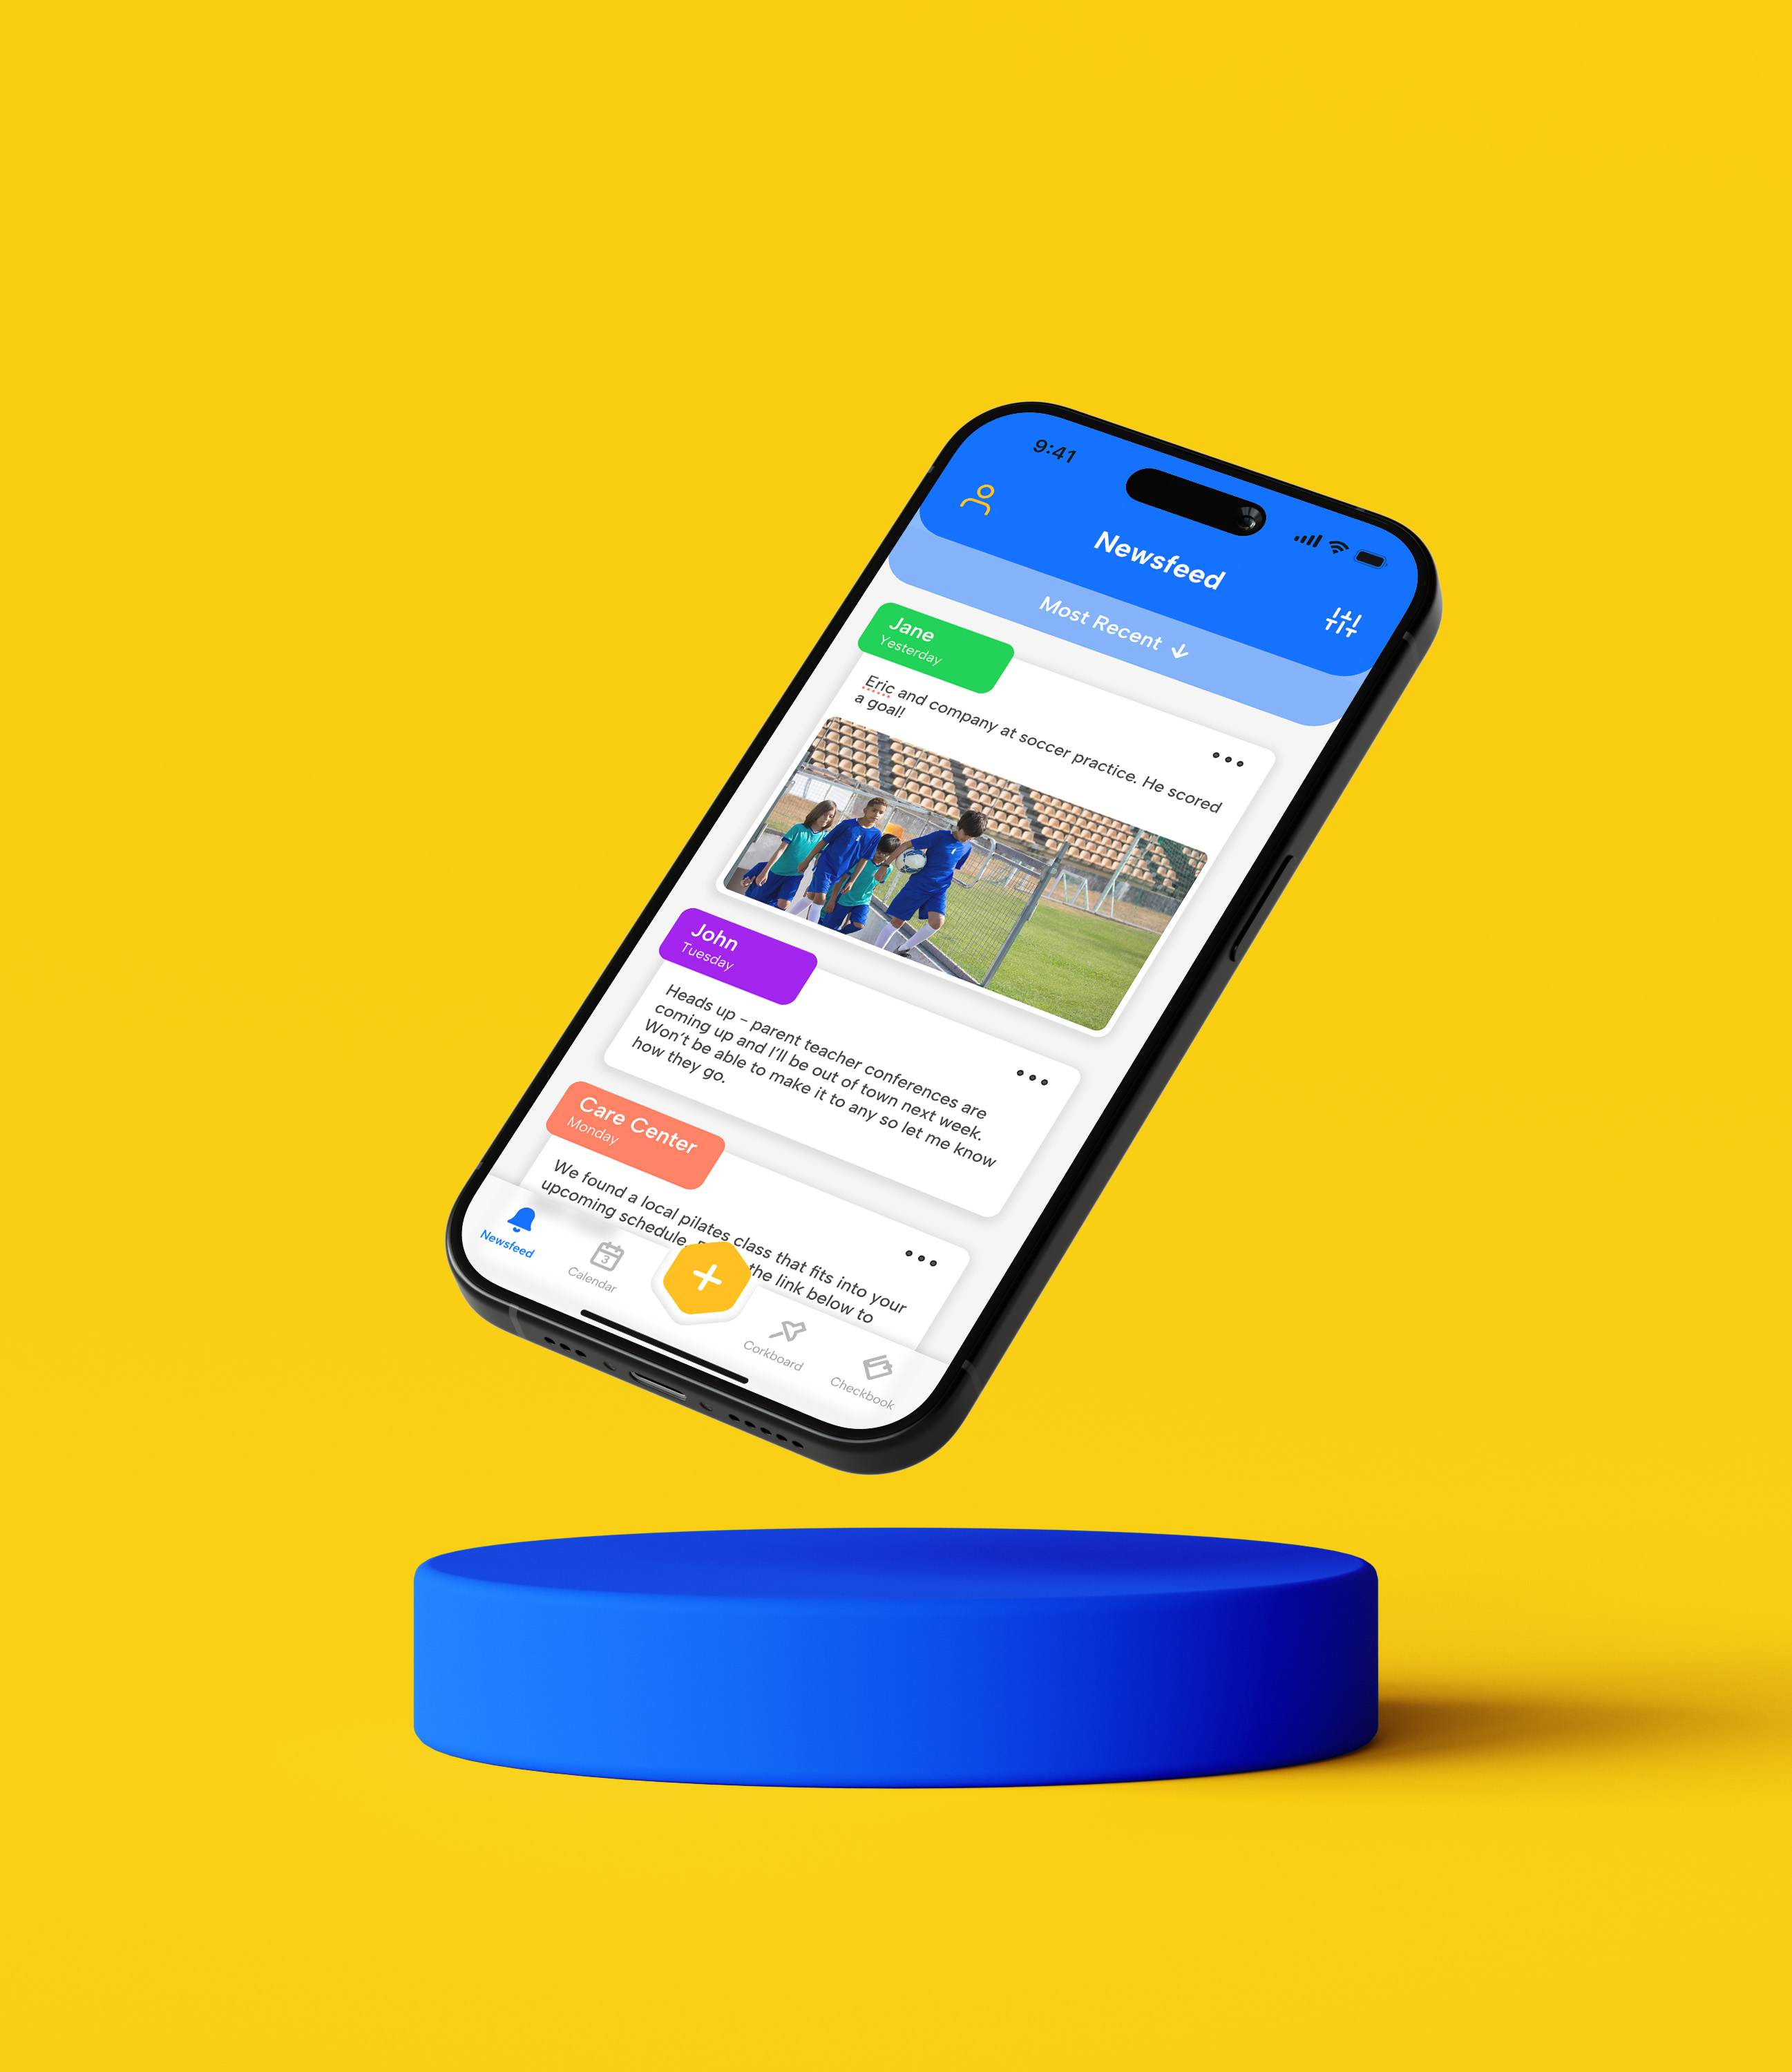 9:41
Newsfeed
Most Recent
Jane
Yesterday
Eric and company at soccer practice. He scored
a goal!
John
Tuesday
Heads up – parent teacher conferences are
coming up and I'll be out of town next week.
Won't be able to make it to any so let me know
how they go.
Care Center
Monday
We found a local pilates class that fits into your
upcoming schedule. the link below to
Newsfeed
3
Calendar
Corkboard
Checkbook